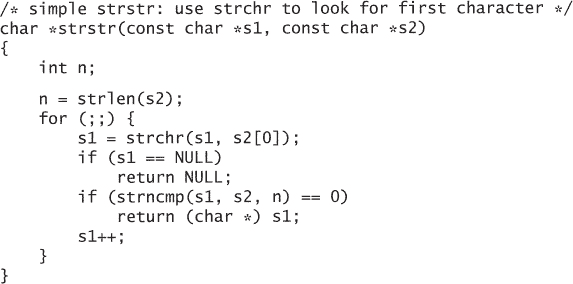 /* simple strstr: use strchr to look for first character */
char *strstr(const char *s1, const char *s2)
{
    int n;

    n = strlen(s2);
    for (;;) {
        s1 = strchr(s1, s2[0]);
        if (s1 == NULL)
            return NULL;
        if (strncmp(s1, s2, n) == 0)
            return (char *) s1;
        s1++;
    }
}